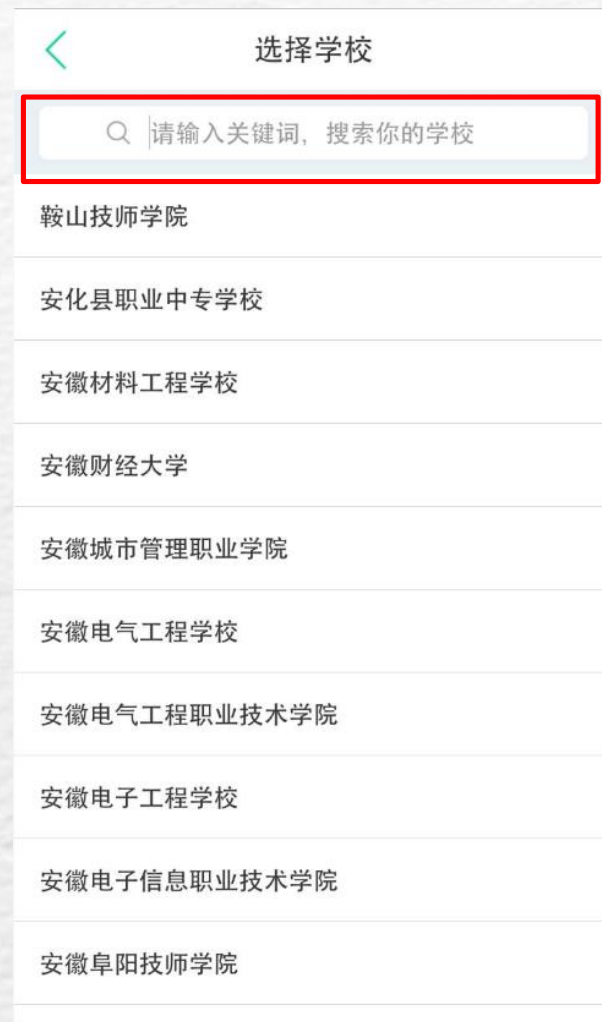 选择学校
请输入关键词，搜索你的学校
鞍山技师学院
安化县职业中专学校
安徽材料工程学校
安徽财经大学
安徽城市管理职业学院
安徽电气工程学校
安徽电气工程职业技术学院
安徽电子工程学校
安徽电子信息职业技术学院
安徽阜阳技师学院